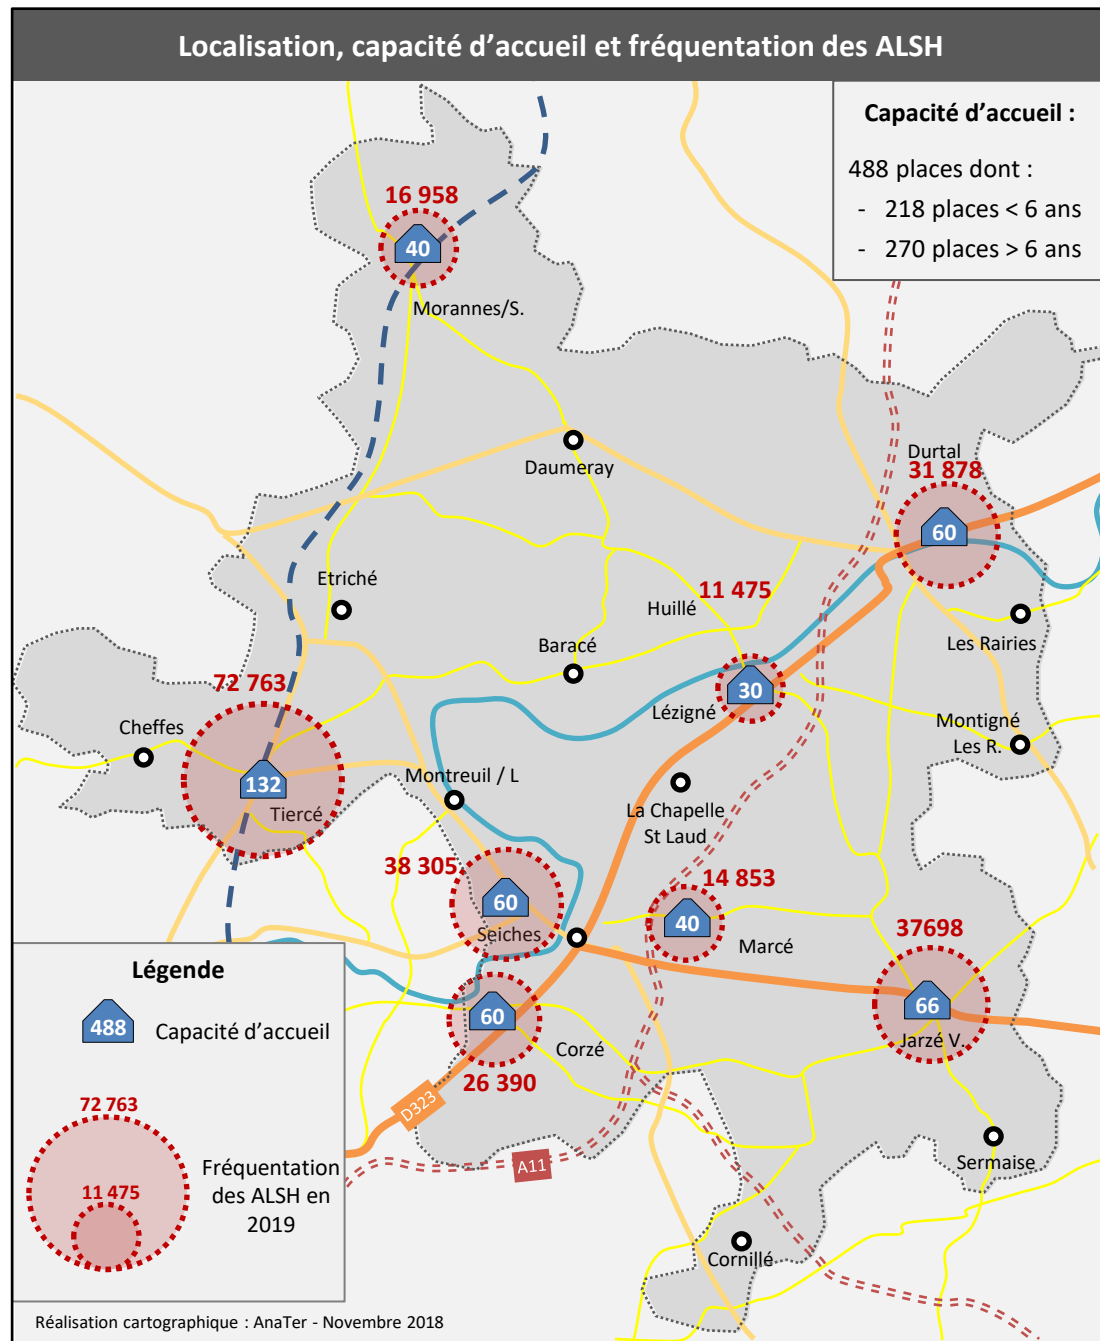 Localisation, capacité d'accueil et fréquentation des ALSH
Capacité d'accueil :
488 places dont :
- 218 places < 6 ans
- 270 places > 6 ans
16 958
40
Morannes/S.
Daumeray
Durtal
31 878
60
Etriché
Huillé
11 475
Les Rairies
Baracé
30
Lézigné
72 763
Cheffes
132
Tiercé
Montigné
Les R.
Montreuil / L
La Chapelle
St Laud
38 305
60
Seiches
14 853
40
Marcé
37698
66
Jarzé V.
60
Corzé
26 390
D323
A11
Sermaise
Cornillé
Légende
488
Capacité d'accueil
72 763
11 475
Fréquentation
des ALSH en
2019
Réalisation cartographique : AnaTer - Novembre 2018